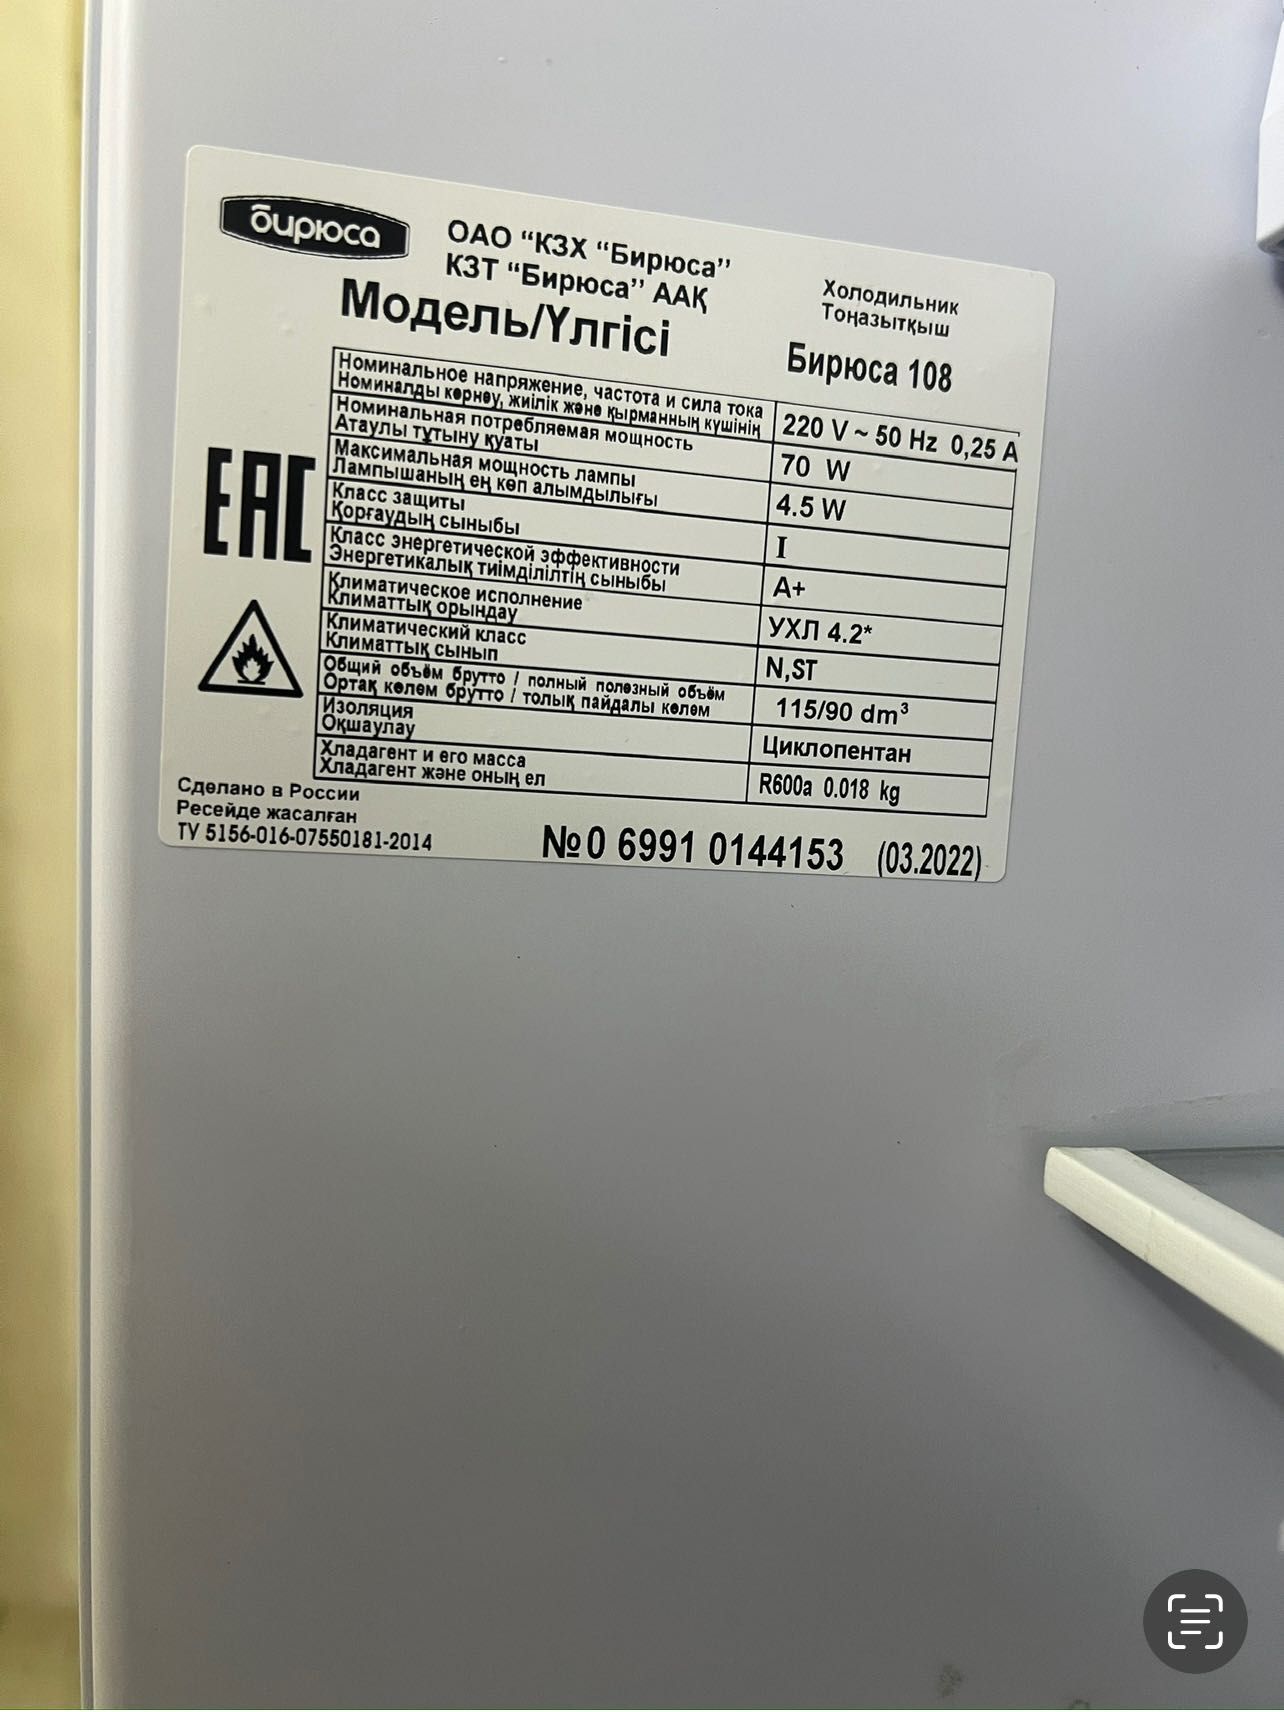 бирюса
ОАО “КЗХ “Бирюса”
КЗТ “Бирюса” ААҚ
Холодильник
Тоңазытқыш
Модель/Үлгісі
Бирюса 108
Номинальное напряжение, частота и сила тока
Номиналды көрнеу, жиілік және қырманның күшінің
220 V ~ 50 Hz 0,25 A
Номинальная потребляемая мощность
Атаулы тұтыну қуаты
70 W
Максимальная мощность лампы
Лампышаның ең көп алымдылығы
4.5 W
Класс защиты
Қорғаудың сыныбы
I
Класс энергетической эффективности
Энергетикалық тиімділілтің сыныбы
A+
Климатическое исполнение
Климаттық орындау
УХЛ 4.2*
Климатический класс
Климаттық сынып
N,ST
Общий объём брутто / полный полезный объём
Ортақ көлем брутто / толық пайдалы көлем
115/90 dm³
Изоляция
Оқшаулау
Циклопентан
Хладагент и его масса
Хладагент және оның ел
R600a 0.018 kg
EAC
Сделано в России
Ресейде жасалған
ТУ 5156-016-07550181-2014
№0 6991 0144153 (03.2022)